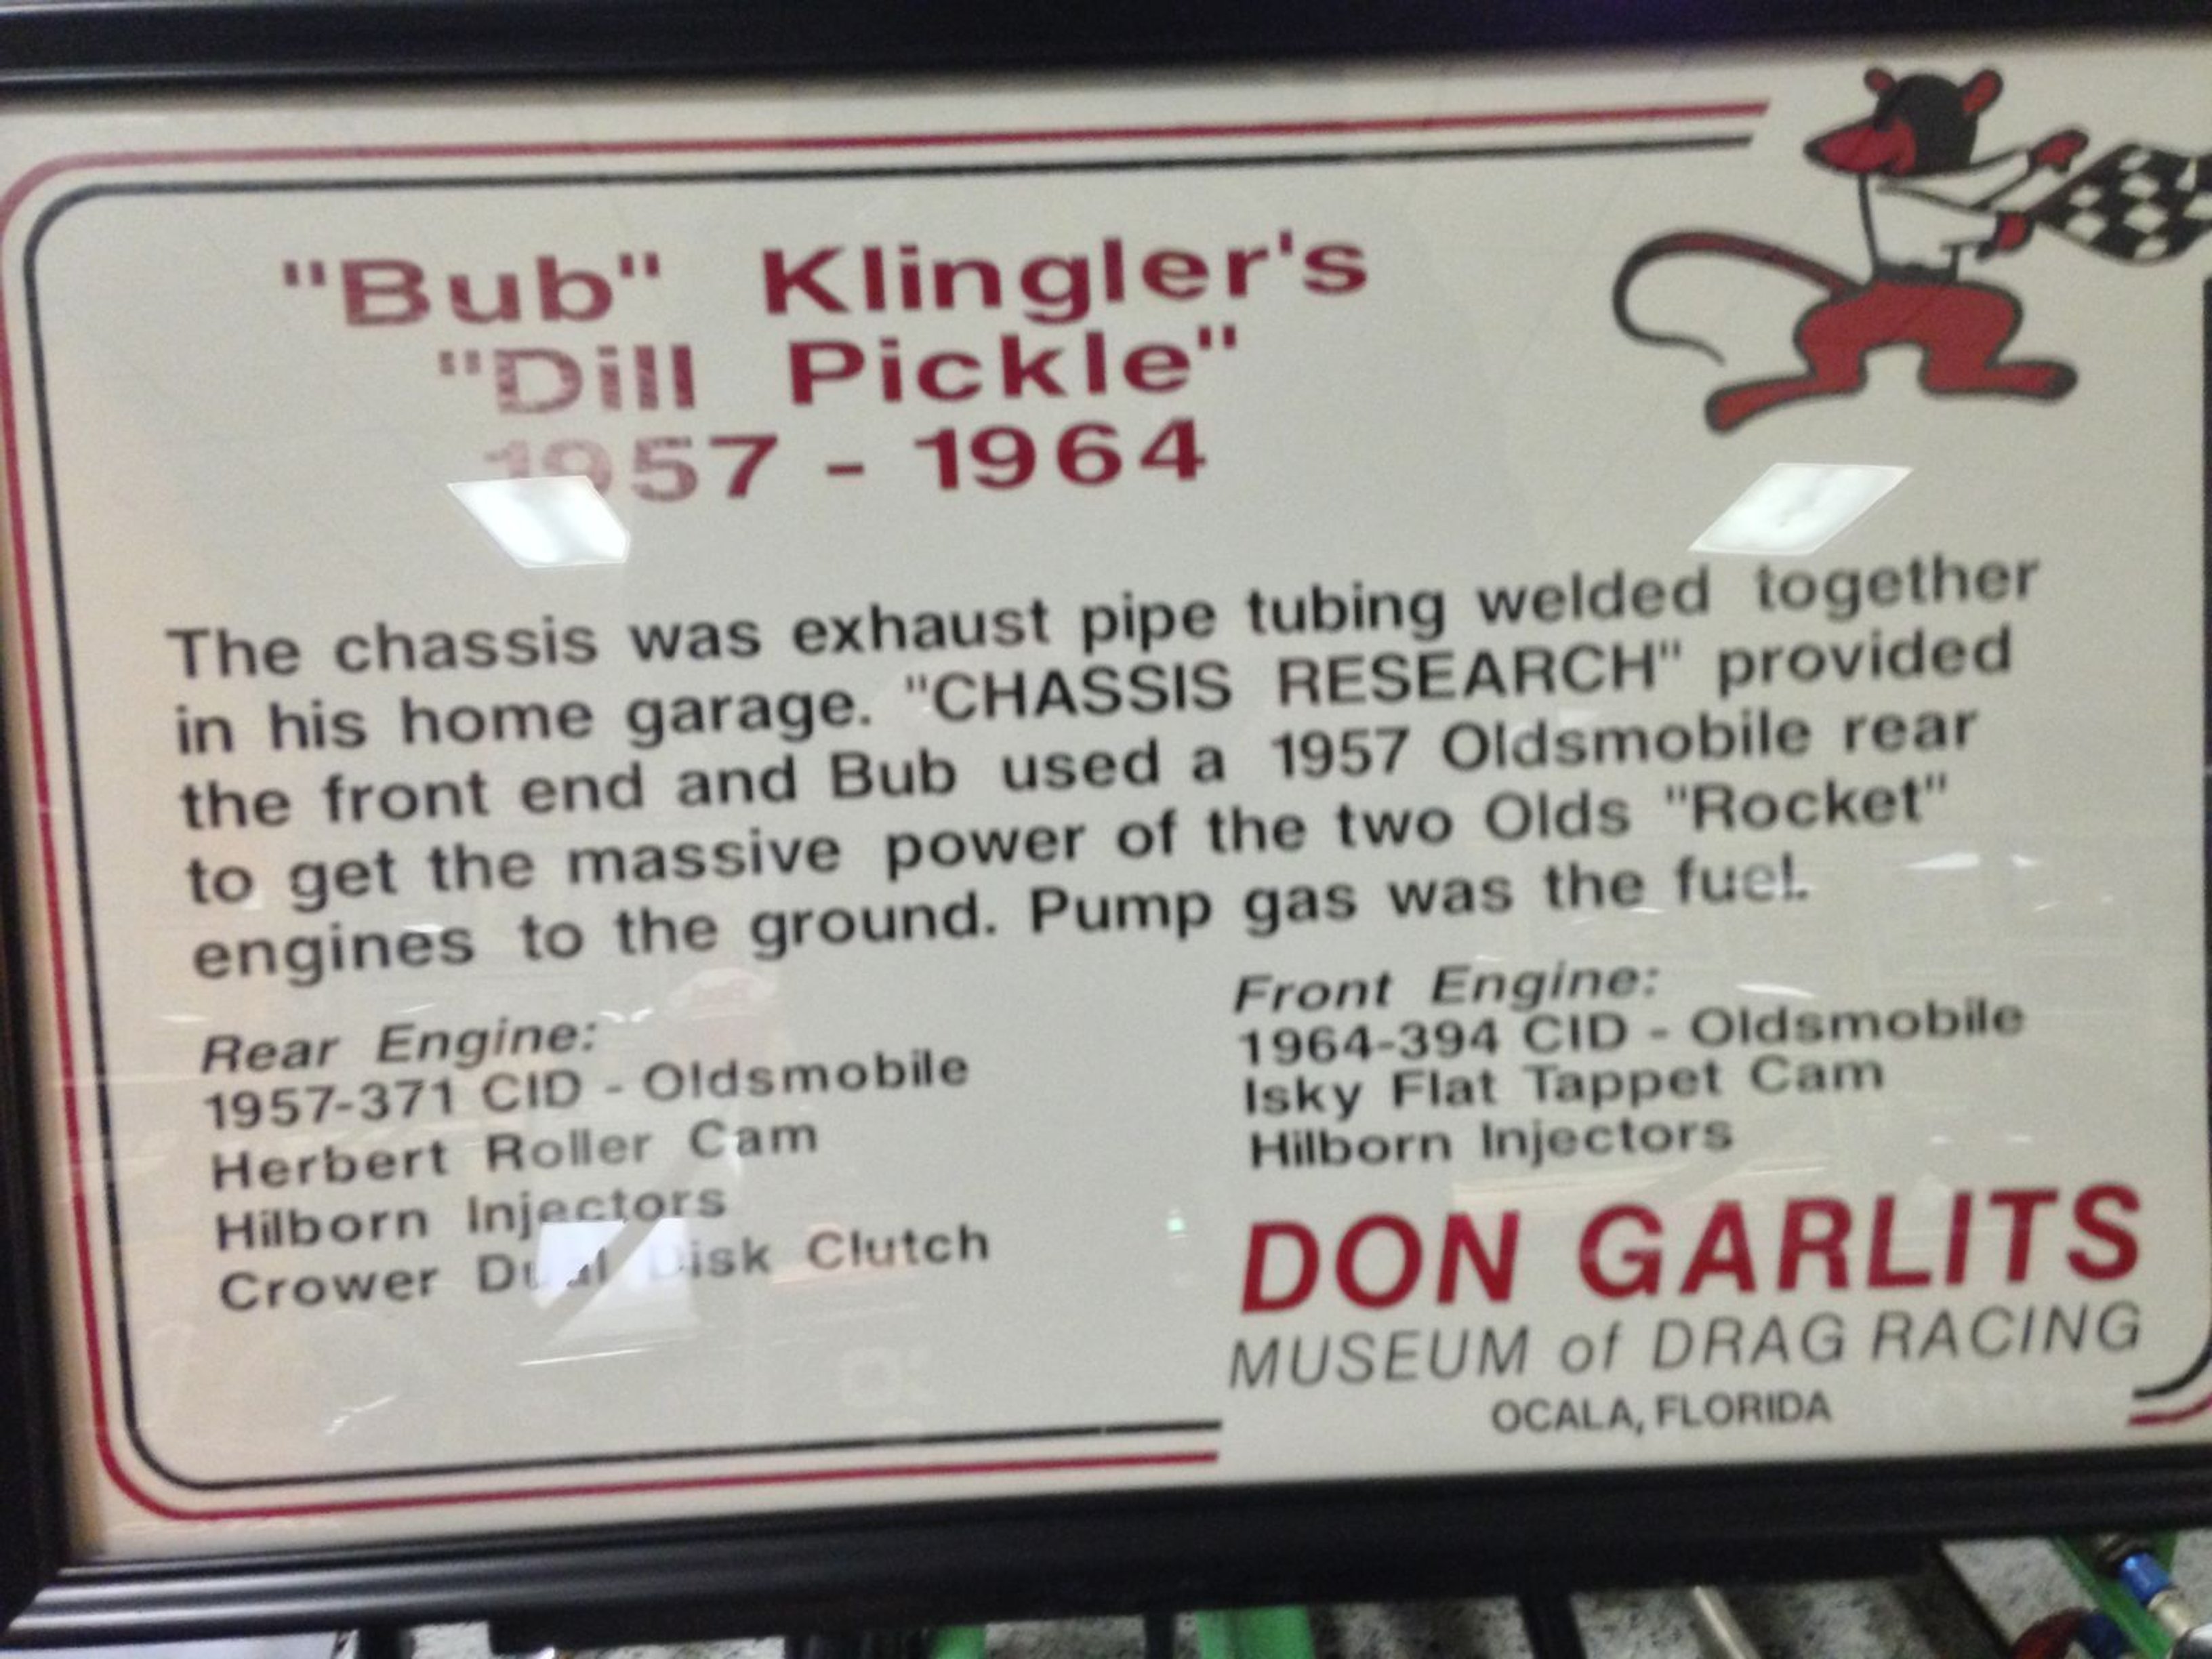 "Bub" Klingler's
"Dill Pickle"
1957 - 1964
The chassis was exhaust pipe tubing welded together
in his home garage. "CHASSIS RESEARCH" provided
the front end and Bub used a 1957 Oldsmobile rear
to get the massive power of the two Olds "Rocket"
engines to the ground. Pump gas was the fuel.
Rear Engine:
1957-371 CID - Oldsmobile
Herbert Roller Cam
Hilborn Injectors
Crower Dual Disk Clutch
Front Engine:
1964-394 CID - Oldsmobile
Isky Flat Tappet Cam
Hilborn Injectors
DON GARLITS
MUSEUM of DRAG RACING
OCALA, FLORIDA